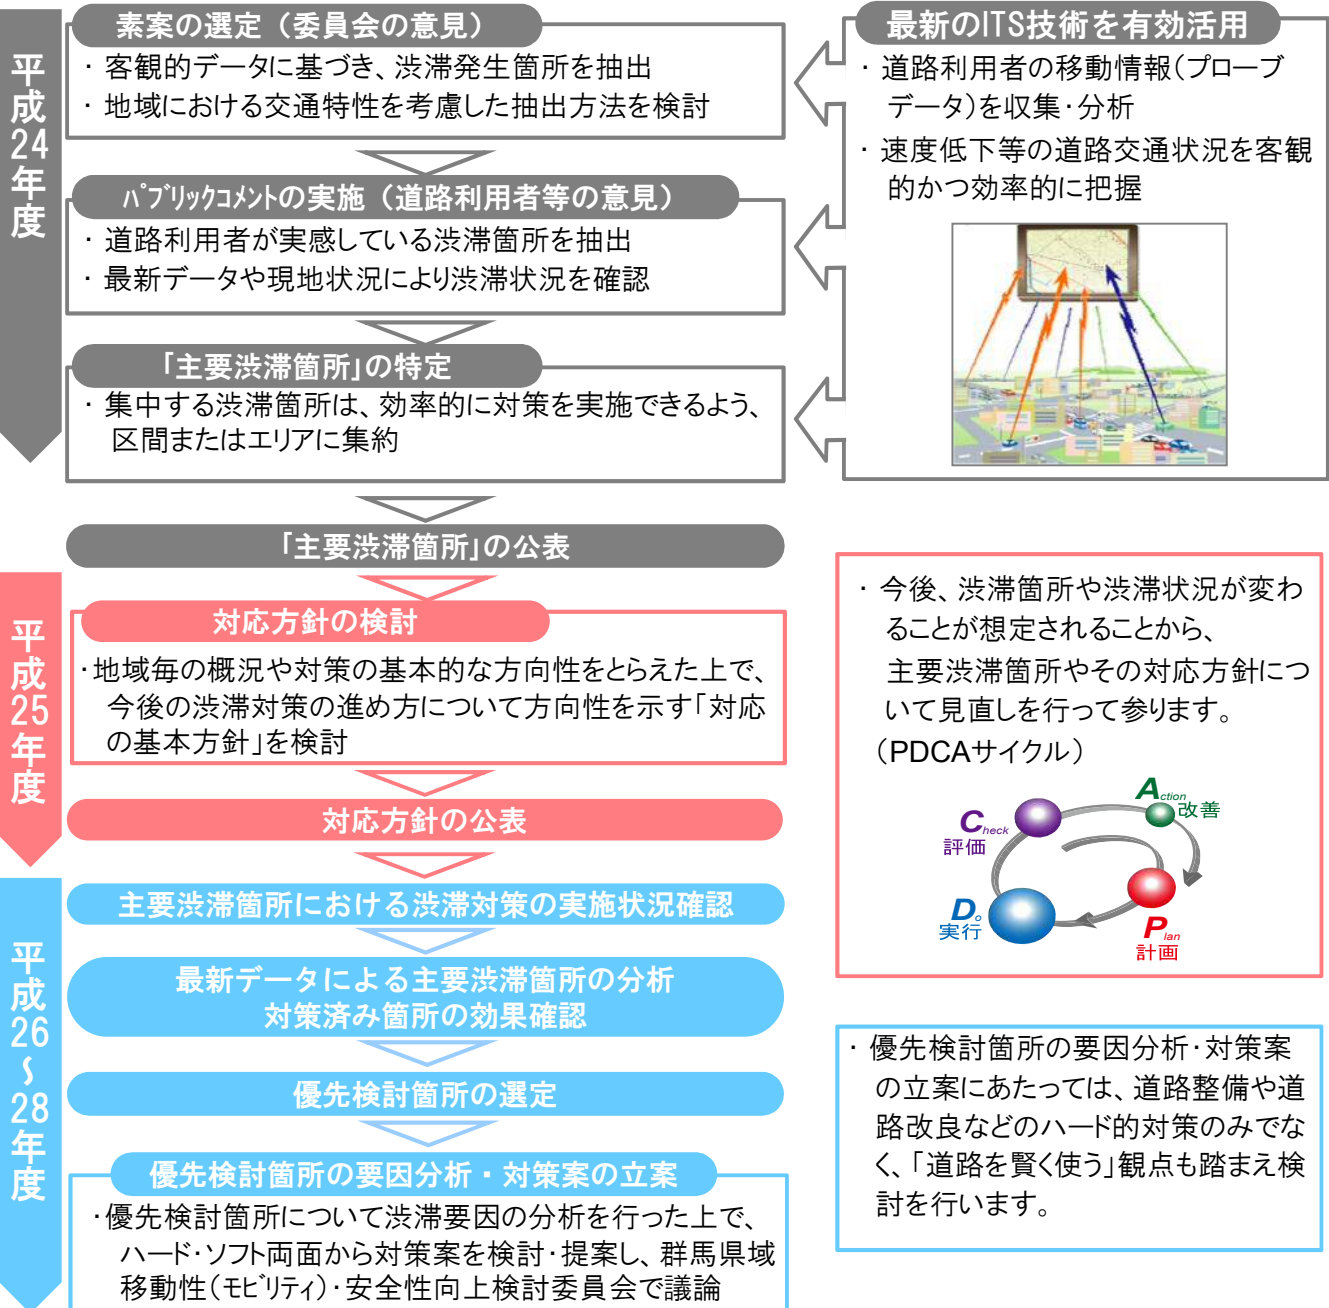 平成24年度
素案の選定（委員会の意見）
・客観的データに基づき、渋滞発生箇所を抽出
・地域における交通特性を考慮した抽出方法を検討
ﾊﾟﾌﾞﾘｯｸｺﾒﾝﾄの実施（道路利用者等の意見）
・道路利用者が実感している渋滞箇所を抽出
・最新データや現地状況により渋滞状況を確認
「主要渋滞箇所」の特定
・集中する渋滞箇所は、効率的に対策を実施できるよう、
区間またはエリアに集約
「主要渋滞箇所」の公表
最新のITS技術を有効活用
・道路利用者の移動情報（プローブ
データ）を収集・分析
・速度低下等の道路交通状況を客観
的かつ効率的に把握
平成25年度
対応方針の検討
・地域毎の概況や対策の基本的な方向性をとらえた上で、
今後の渋滞対策の進め方について方向性を示す「対応
の基本方針」を検討
対応方針の公表
・今後、渋滞箇所や渋滞状況が変わ
ることが想定されることから、
主要渋滞箇所やその対応方針につ
いて見直しを行って参ります。
（PDCAサイクル）
Action
改善
Check
評価
Do
実行
Plan
計画
平成26～28年度
主要渋滞箇所における渋滞対策の実施状況確認
最新データによる主要渋滞箇所の分析
対策済み箇所の効果確認
優先検討箇所の選定
優先検討箇所の要因分析・対策案の立案
・優先検討箇所について渋滞要因の分析を行った上で、
ハード・ソフト両面から対策案を検討・提案し、群馬県域
移動性（ﾓﾋﾞﾘﾃｨ）・安全性向上検討委員会で議論
・優先検討箇所の要因分析・対策案
の立案にあたっては、道路整備や道
路改良などのハード的対策のみでな
く、「道路を賢く使う」観点も踏まえ検
討を行います。